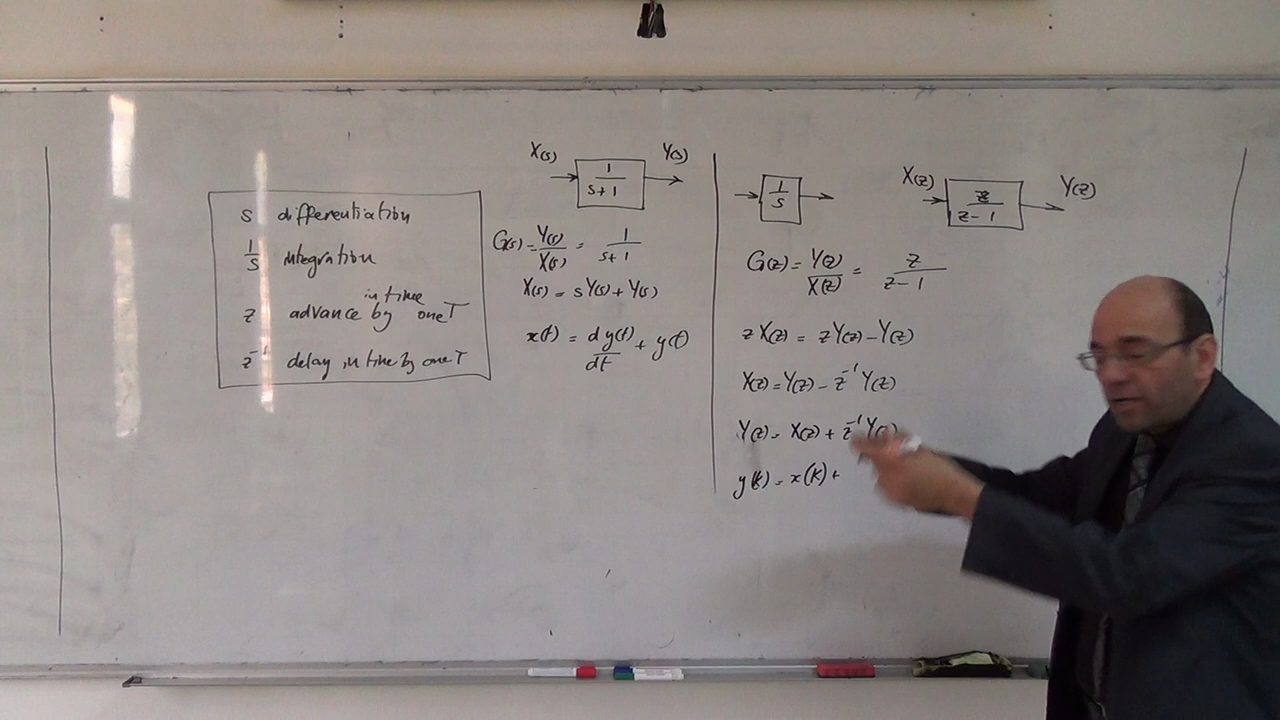 s differentiation
1/s integration
z advance in time by one T
z⁻¹ delay in time by one T
X(s) 1/(s+1) Y(s)
G(s) = Y(s)/X(s) = 1/(s+1)
X(s) = sY(s) + Y(s)
x(t) = dy(t)/dt + y(t)
1/s
X(z) z/(z-1) Y(z)
G(z) = Y(z)/X(z) = z/(z-1)
zX(z) = zY(z) - Y(z)
X(z) = Y(z) - z⁻¹Y(z)
Y(z) = X(z) + z⁻¹Y(z)
y(k) = x(k) +